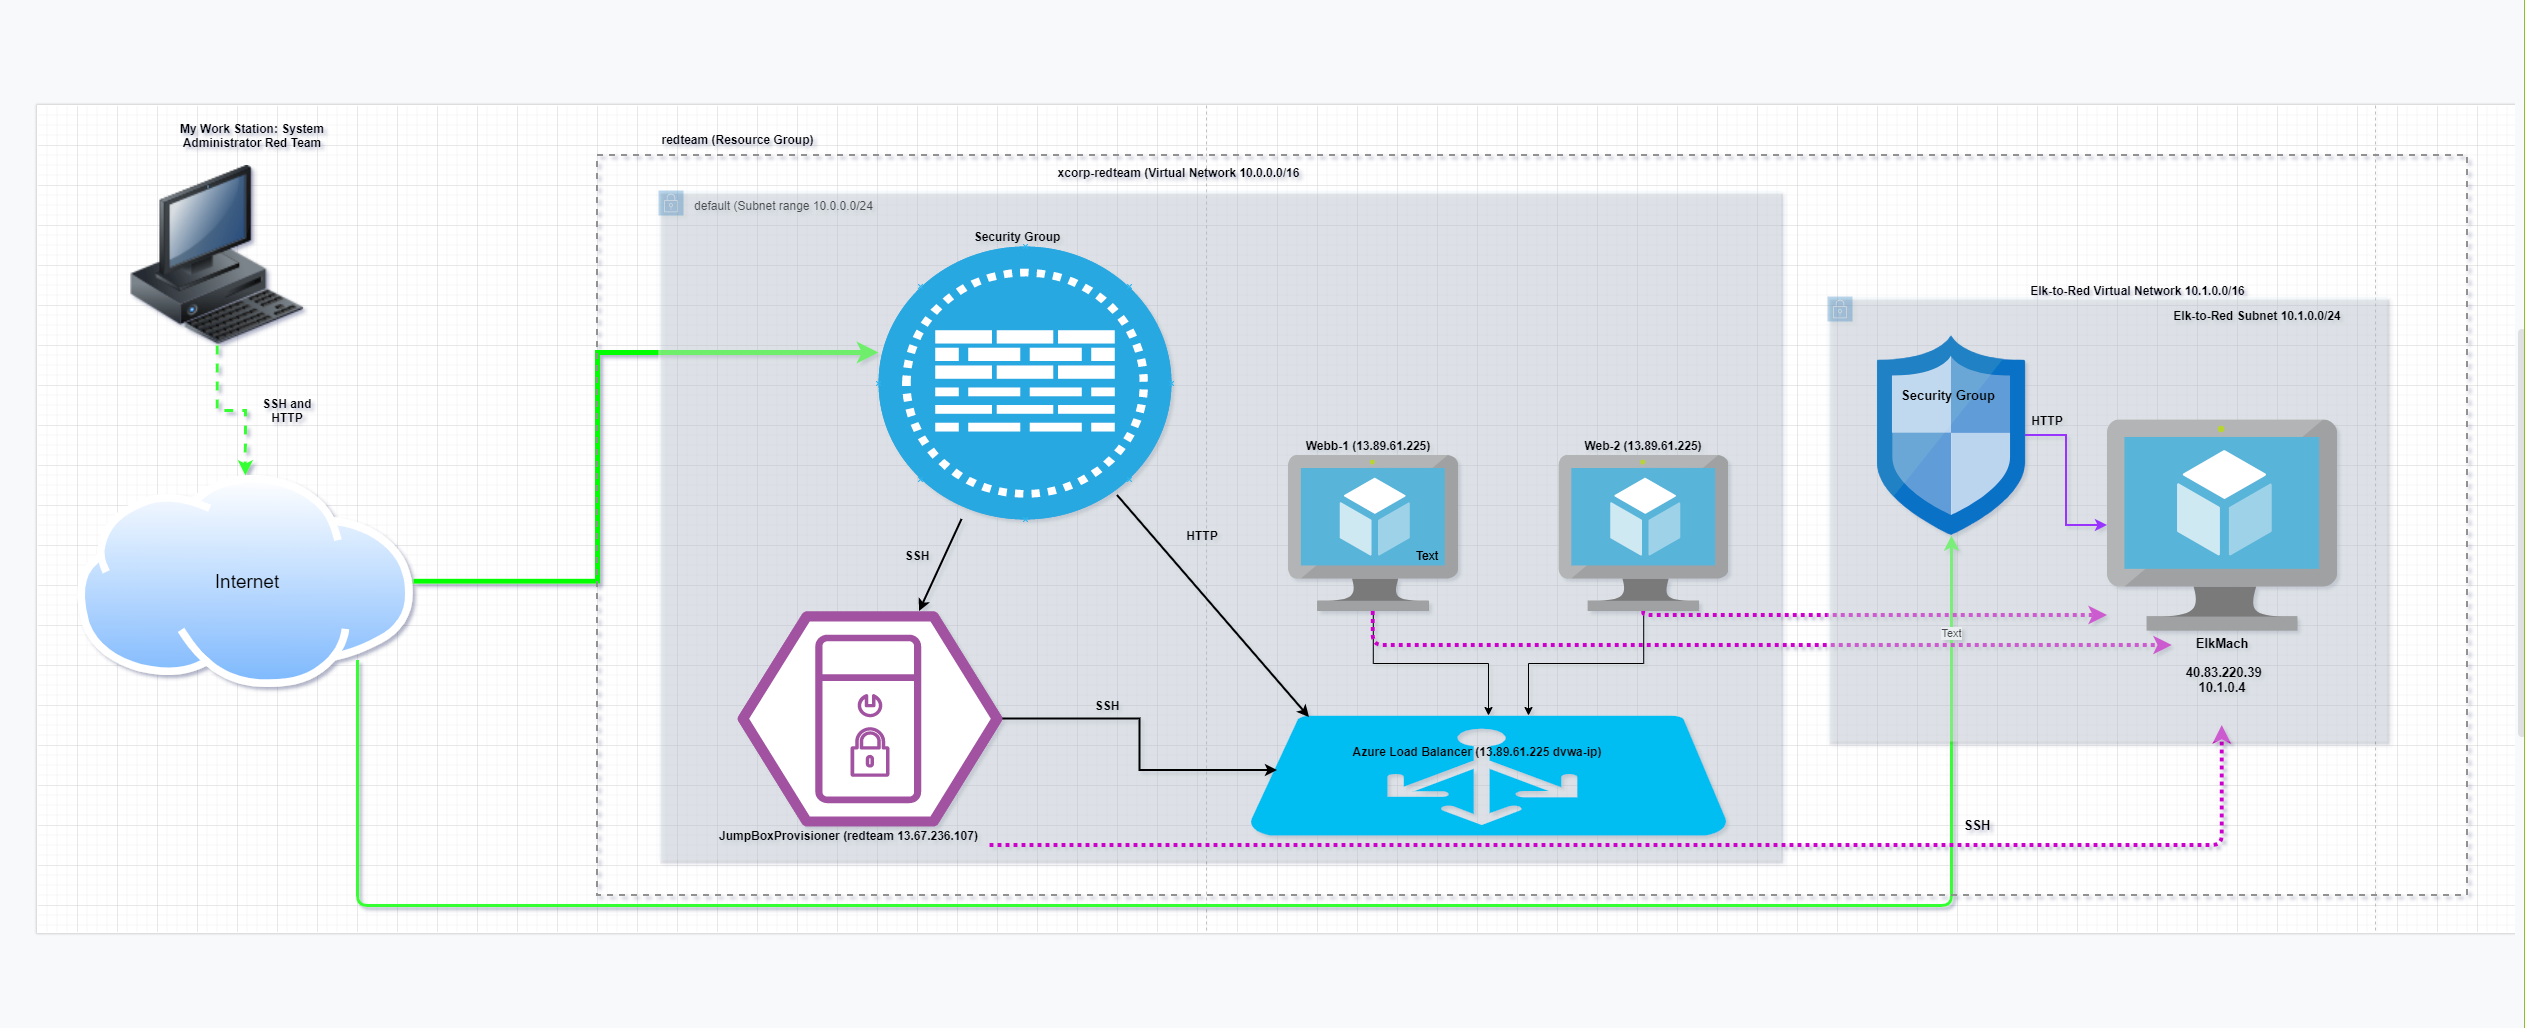 My Work Station: System
Administrator Red Team
redteam (Resource Group)
xcorp-redteam (Virtual Network 10.0.0.0/16
default (Subnet range 10.0.0.0/24
Security Group
Elk-to-Red Virtual Network 10.1.0.0/16
Elk-to-Red Subnet 10.1.0.0/24
SSH and
HTTP
Security Group
HTTP
Webb-1 (13.89.61.225)
Web-2 (13.89.61.225)
Text
SSH
HTTP
Internet
Text
ElkMach
40.83.220.39
10.1.0.4
SSH
Azure Load Balancer (13.89.61.225 dvwa-ip)
JumpBoxProvisioner (redteam 13.67.236.107)
SSH